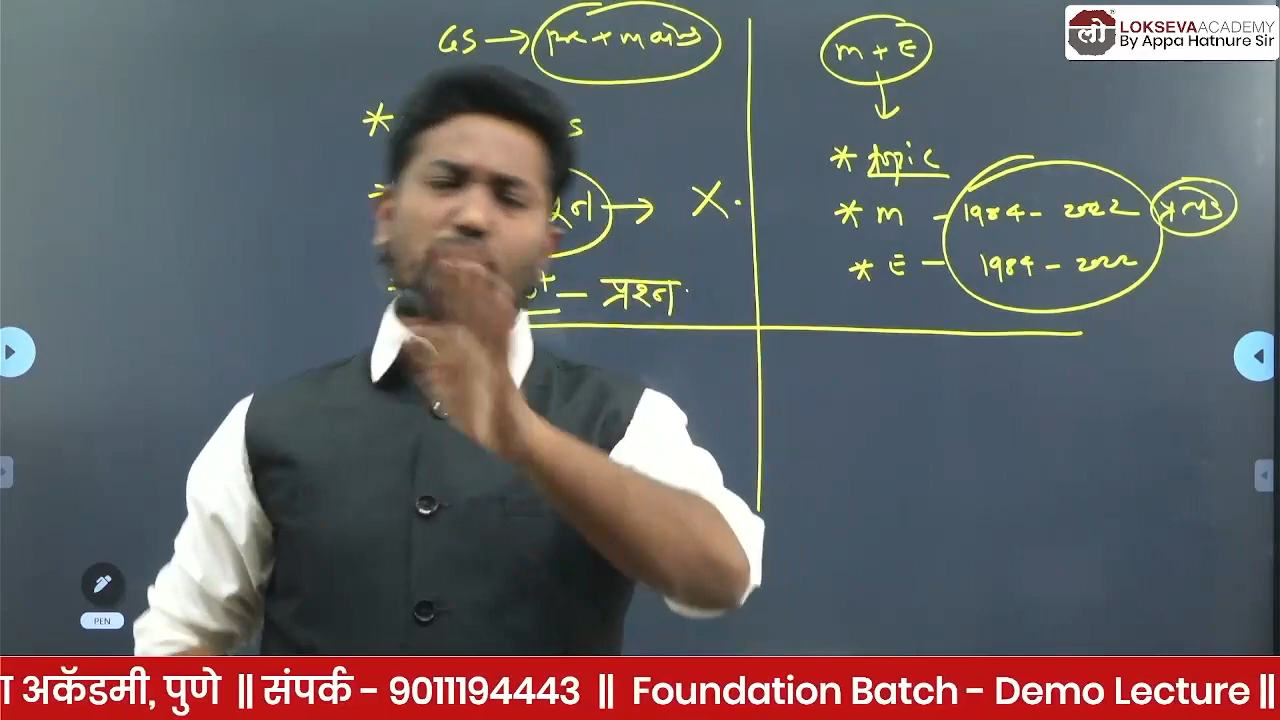 GS → pre + mains
m + E
LOKSEVA ACADEMY
By Appa Hatnure Sir
लो
* s
* topic
→ X.
* m - 1984 - 2022
* E - 1984 - 2022
- प्रश्न
PEN
अकॅडमी, पुणे || संपर्क - 9011194443 || Foundation Batch - Demo Lecture ||